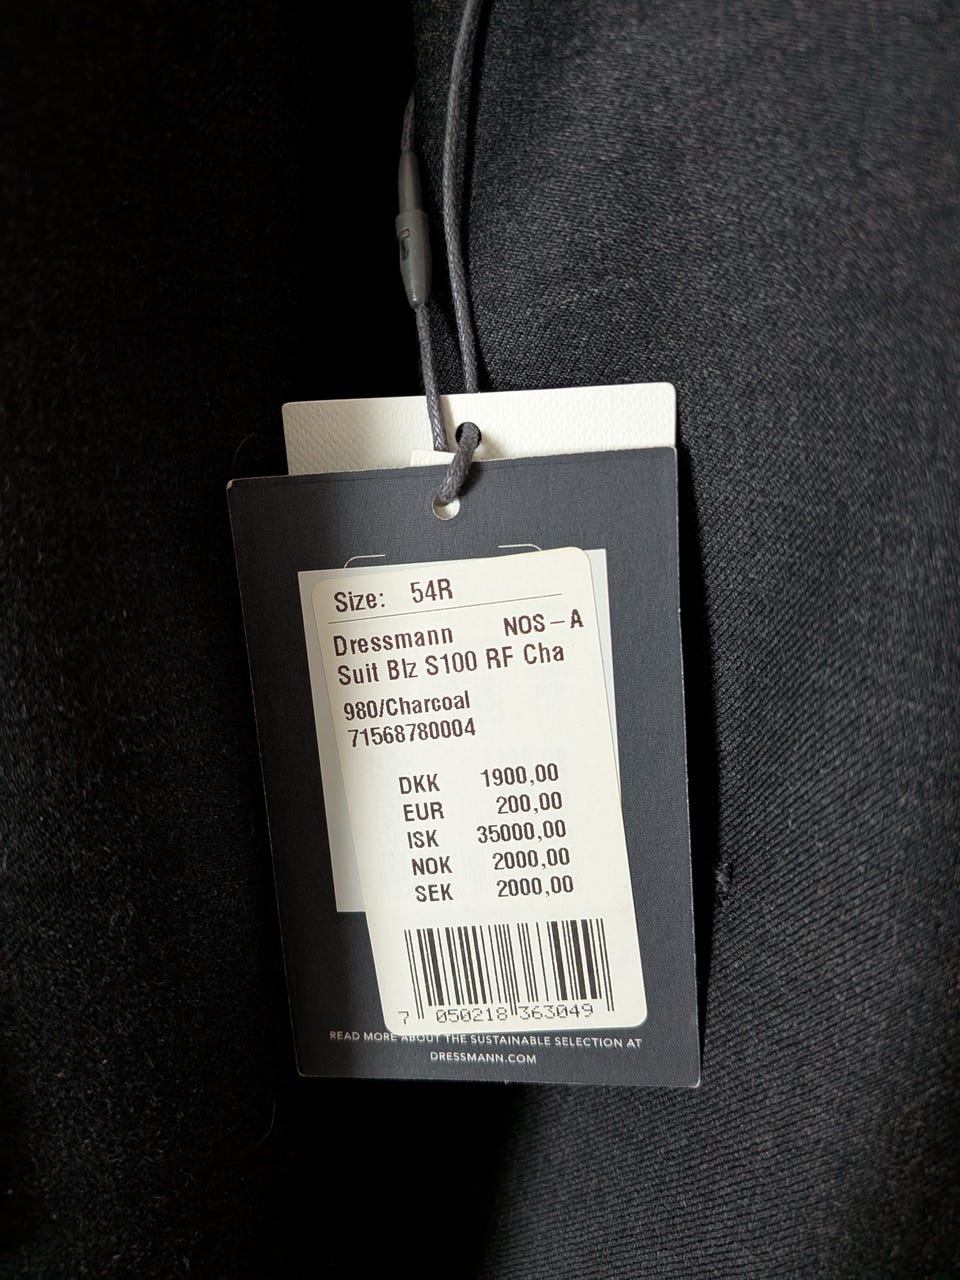 Size: 54R
Dressmann NOS-A
Suit Blz S100 RF Cha
980/Charcoal
71568780004
DKK 1900,00
EUR 200,00
ISK 35000,00
NOK 2000,00
SEK 2000,00
7 050218 363049
READ MORE ABOUT THE SUSTAINABLE SELECTION AT
DRESSMANN.COM